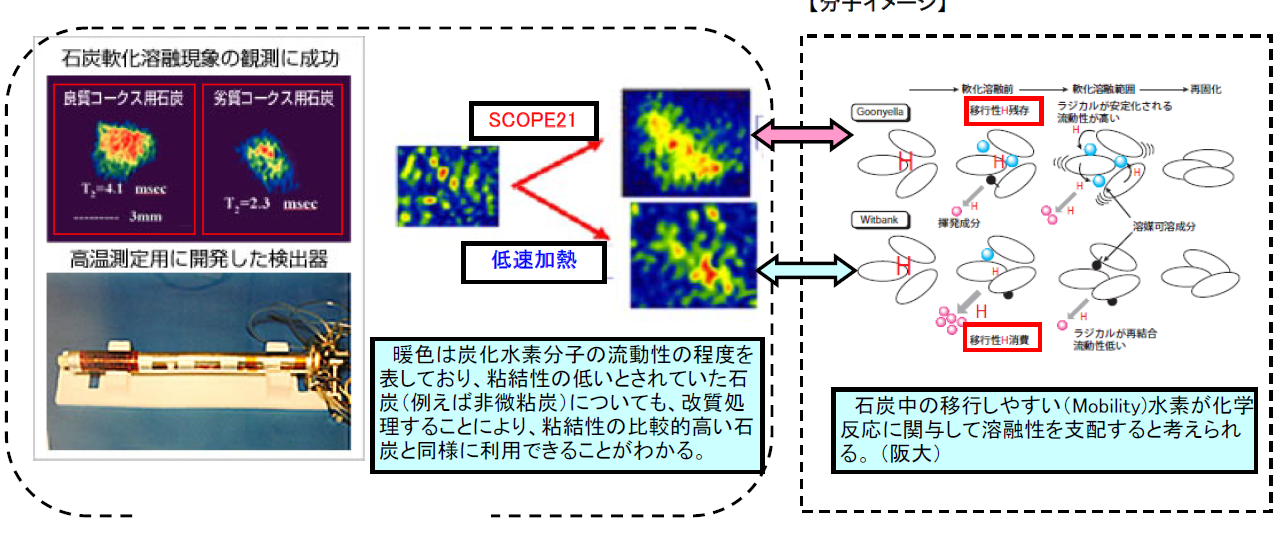 【分子イメージ】
石炭軟化溶融現象の観測に成功
良質コークス用石炭
劣質コークス用石炭
T2=4.1 msec
3mm
T2=2.3 msec
高温測定用に開発した検出器
SCOPE21
低速加熱
暖色は炭化水素分子の流動性の程度を
表しており、粘結性の低いとされていた石
炭(例えば非微粘炭)についても、改質処
理することにより、粘結性の比較的高い石
炭と同様に利用できることがわかる。
軟化溶融前
軟化溶融範囲
再固化
Goonyella
移行性H残存
ラジカルが安定化される
流動性が高い
H
H
H
H
H
H
H
揮発成分
溶媒可溶成分
Witbank
H
H
H
H
移行性H消費
ラジカルが再結合
流動性低い
石炭中の移行しやすい(Mobility)水素が化学
反応に関与して溶融性を支配すると考えられ
る。(阪大)